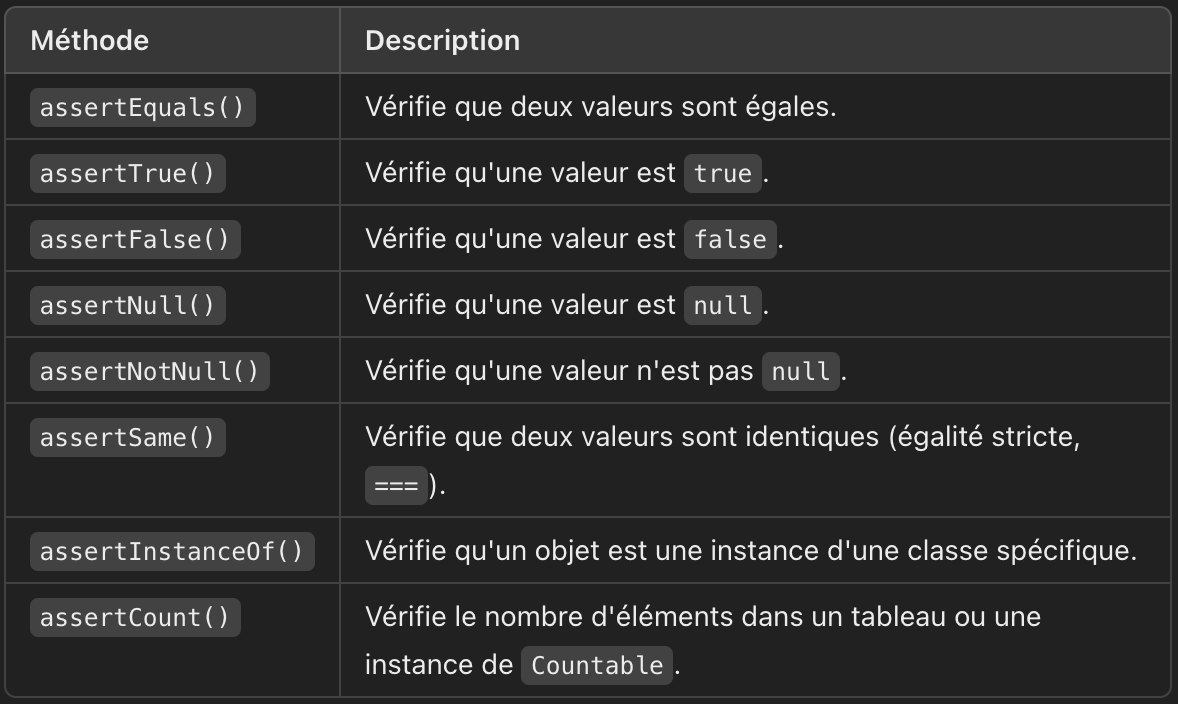 Méthode Description
assertEquals() Vérifie que deux valeurs sont égales.
assertTrue() Vérifie qu'une valeur est true.
assertFalse() Vérifie qu'une valeur est false.
assertNull() Vérifie qu'une valeur est null.
assertNotNull() Vérifie qu'une valeur n'est pas null.
assertSame() Vérifie que deux valeurs sont identiques (égalité stricte,
===).
assertInstanceOf() Vérifie qu'un objet est une instance d'une classe spécifique.
assertCount() Vérifie le nombre d'éléments dans un tableau ou une
instance de Countable.